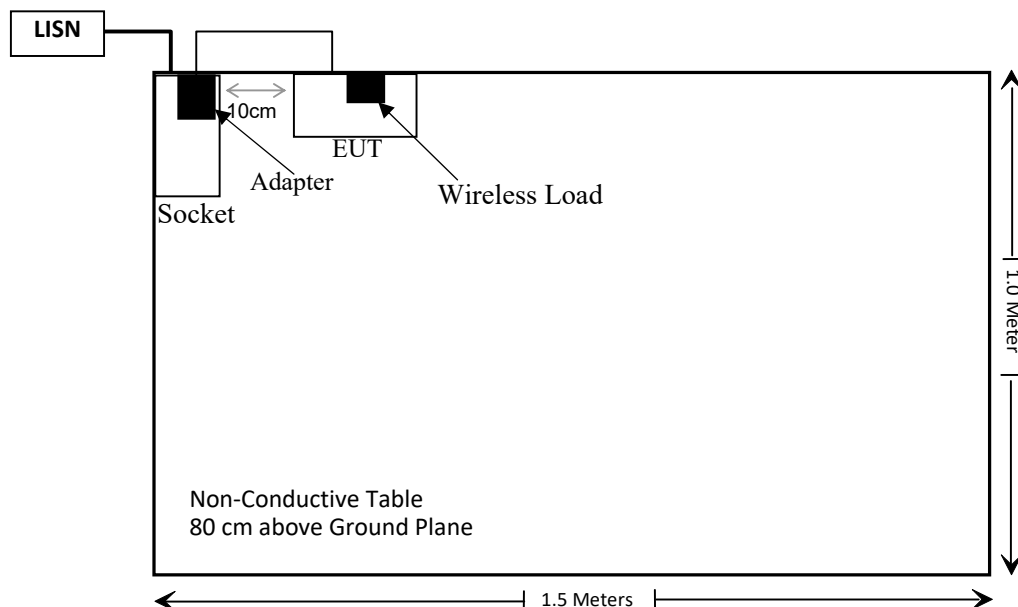 LISN
10cm
EUT
Adapter
Wireless Load
Socket
1.0 Meter
Non-Conductive Table
80 cm above Ground Plane
1.5 Meters